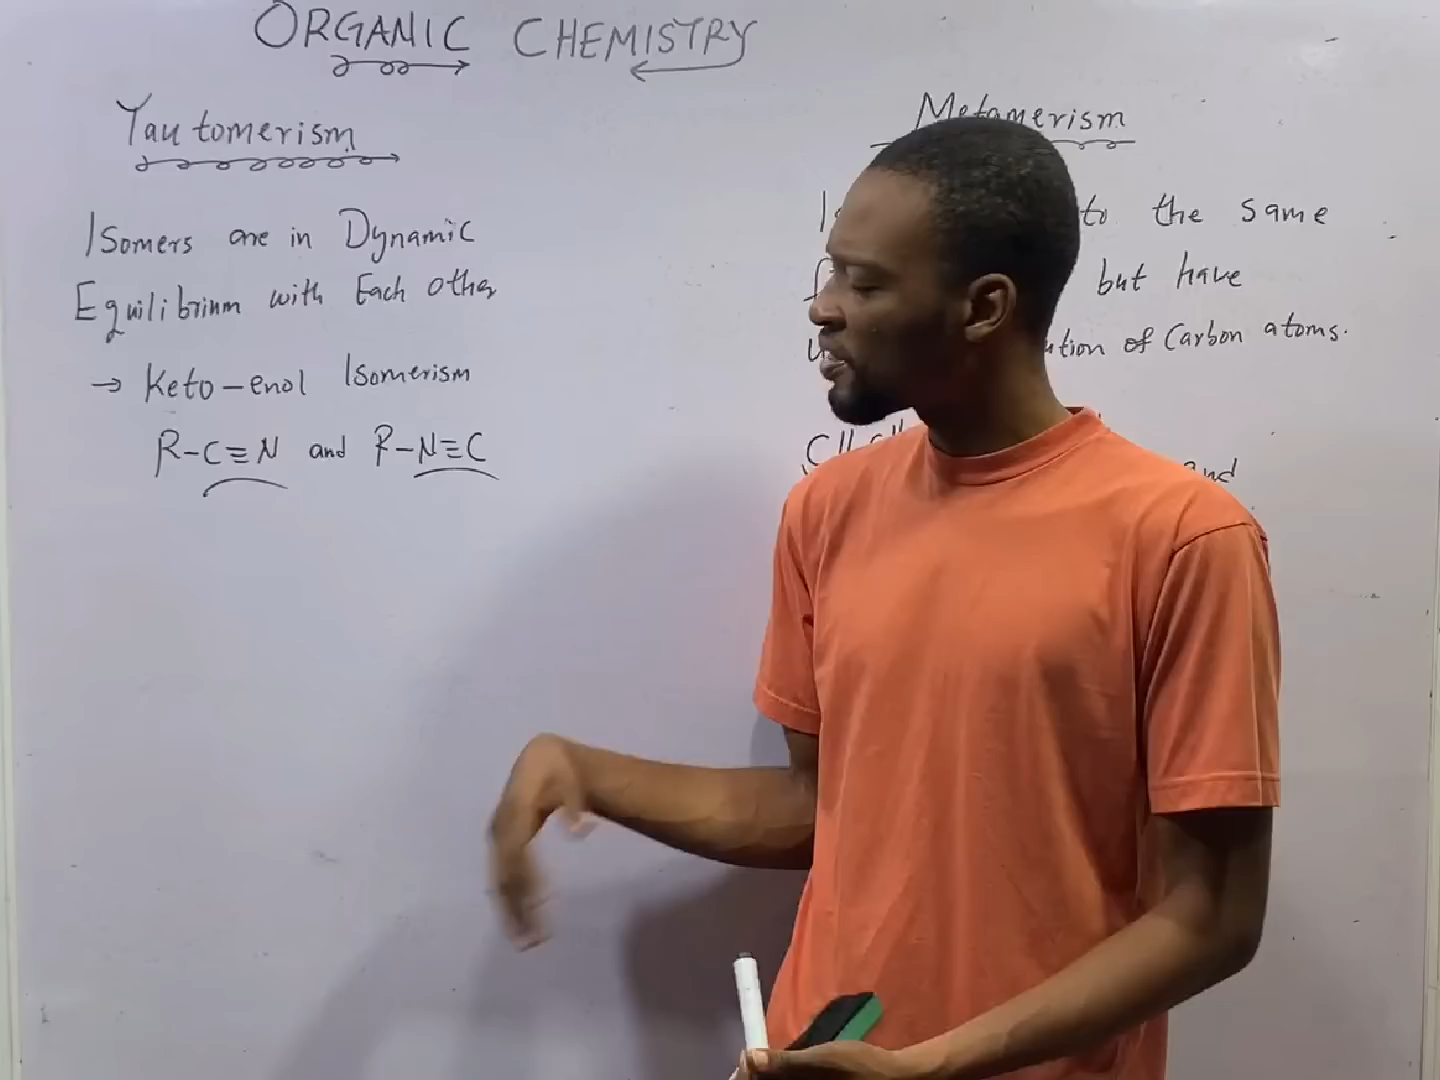 ORGANIC CHEMISTRY
Tautomerism
Isomers are in Dynamic
Equilibrium with Each other
→ Keto-enol Isomerism
R-C≡N and R-N≡C
Metamerism
to the same
but have
of Carbon atoms.
and